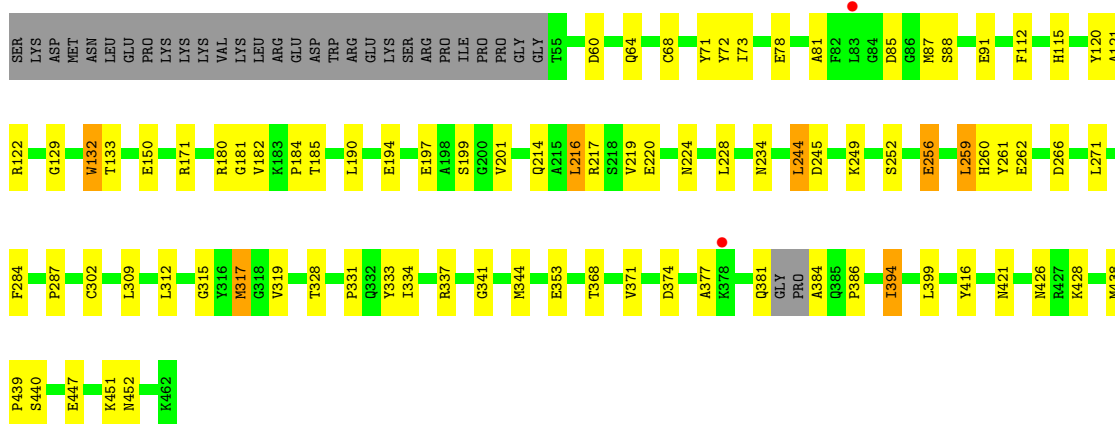 SER LYS ASP MET ASN LEU GLU PRO LYS LYS LYS VAL LYS LEU ARG GLU ASP TRP ARG GLU LYS SER ARG PRO ILE PRO PRO GLY GLY T55 D60 Q64 C68 Y71 Y72 I73 E78 A81 F82 L83 G84 D85 G86 M87 S88 E91 F112 H115 Y120 A121
R122 G129 W132 T133 E150 R171 R180 G181 V182 K183 P184 T185 L190 E194 E197 A198 S199 G200 V201 Q214 A215 L216 R217 S218 V219 E220 N224 L228 N234 L244 D245 K249 S252 E256 L259 H260 Y261 E262 D266 L271
F284 P287 C302 L309 L312 G315 Y316 M317 G318 V319 T328 P331 Q332 Y333 I334 R337 G341 M344 E353 T368 V371 D374 A377 K378 Q381 GLY PRO A384 Q385 P386 I394 L399 Y416 N421 N426 R427 K428 M438
P439 S440 E447 K451 N452 K462